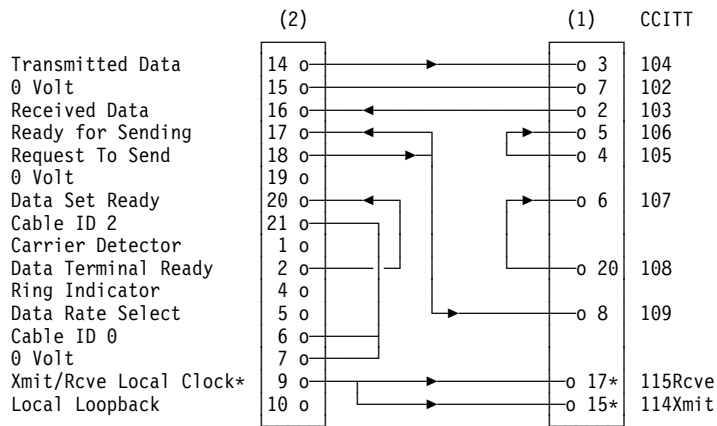 (2) (1) CCITT
Transmitted Data 14 o o 3 104
0 Volt 15 o o 7 102
Received Data 16 o o 2 103
Ready for Sending 17 o o 5 106
Request To Send 18 o o 4 105
0 Volt 19 o
Data Set Ready 20 o o 6 107
Cable ID 2 21 o
Carrier Detector 1 o
Data Terminal Ready 2 o o 20 108
Ring Indicator 4 o
Data Rate Select 5 o o 8 109
Cable ID 0 6 o
0 Volt 7 o
Xmit/Rcve Local Clock* 9 o o 17* 115Rcve
Local Loopback 10 o o 15* 114Xmit